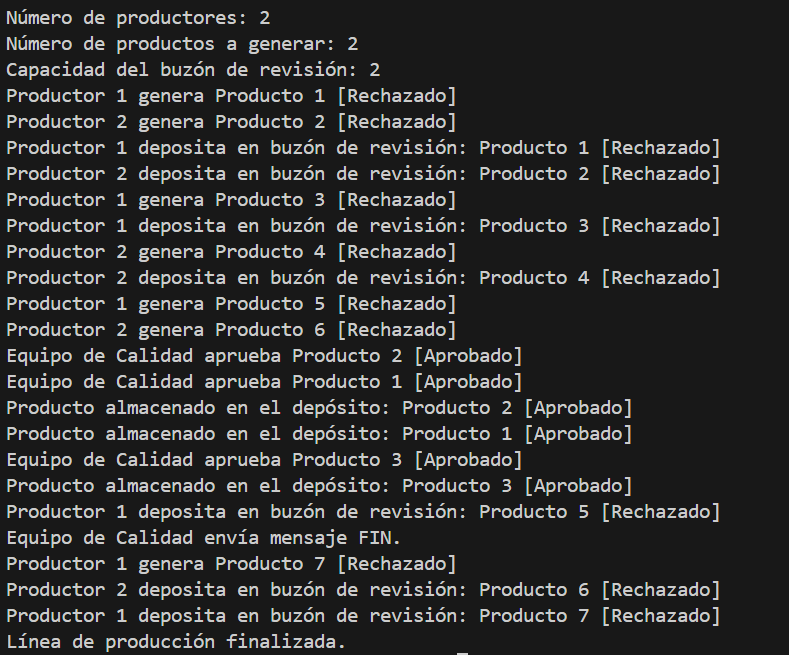 Número de productores: 2
Número de productos a generar: 2
Capacidad del buzón de revisión: 2
Productor 1 genera Producto 1 [Rechazado]
Productor 2 genera Producto 2 [Rechazado]
Productor 1 deposita en buzón de revisión: Producto 1 [Rechazado]
Productor 2 deposita en buzón de revisión: Producto 2 [Rechazado]
Productor 1 genera Producto 3 [Rechazado]
Productor 1 deposita en buzón de revisión: Producto 3 [Rechazado]
Productor 2 genera Producto 4 [Rechazado]
Productor 2 deposita en buzón de revisión: Producto 4 [Rechazado]
Productor 1 genera Producto 5 [Rechazado]
Productor 2 genera Producto 6 [Rechazado]
Equipo de Calidad aprueba Producto 2 [Aprobado]
Equipo de Calidad aprueba Producto 1 [Aprobado]
Producto almacenado en el depósito: Producto 2 [Aprobado]
Producto almacenado en el depósito: Producto 1 [Aprobado]
Equipo de Calidad aprueba Producto 3 [Aprobado]
Producto almacenado en el depósito: Producto 3 [Aprobado]
Productor 1 deposita en buzón de revisión: Producto 5 [Rechazado]
Equipo de Calidad envía mensaje FIN.
Productor 1 genera Producto 7 [Rechazado]
Productor 2 deposita en buzón de revisión: Producto 6 [Rechazado]
Productor 1 deposita en buzón de revisión: Producto 7 [Rechazado]
Línea de producción finalizada.